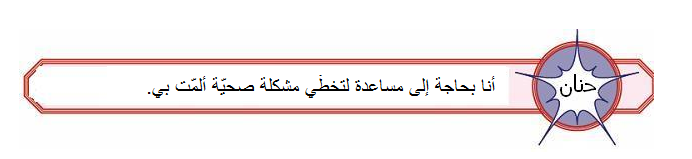 حنان
أنا بحاجة إلى مساعدة لتخطّي مشكلة صحيّة ألمّت بي.